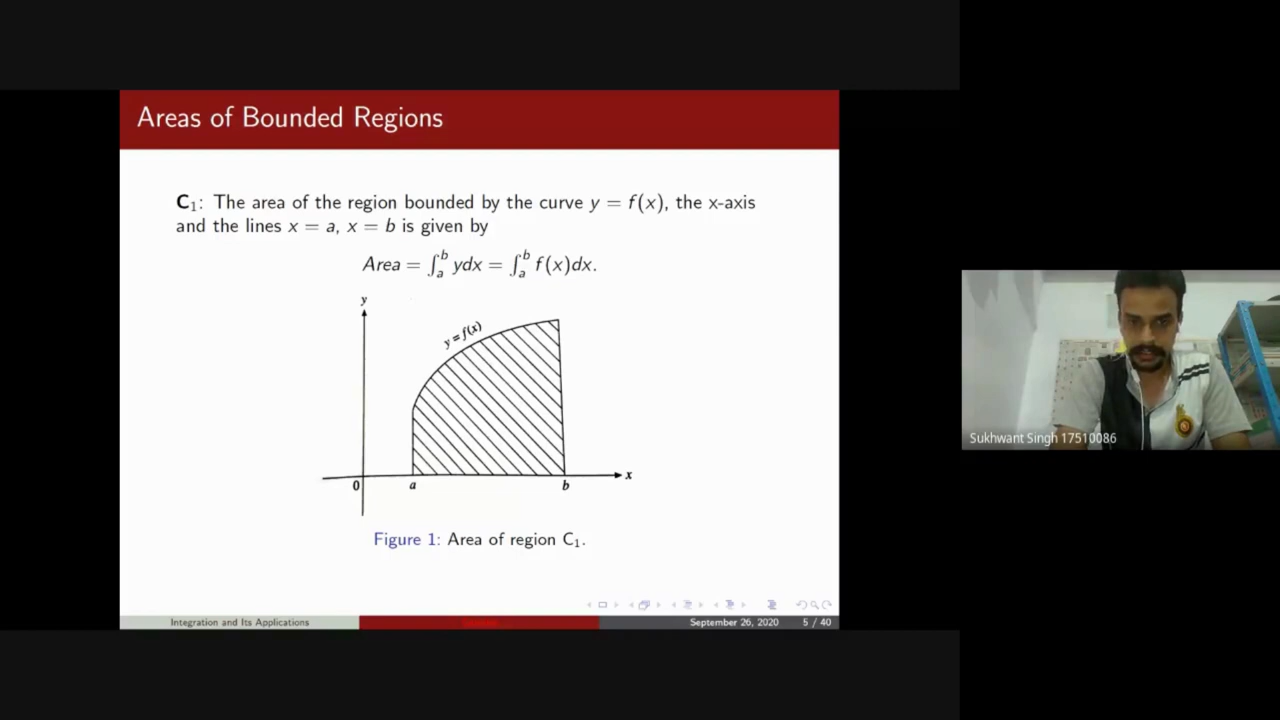 Areas of Bounded Regions
C₁: The area of the region bounded by the curve y = f(x), the x-axis
and the lines x = a, x = b is given by
Area = ∫ₐᵇ ydx = ∫ₐᵇ f(x)dx.
y
y = f(x)
0
a
b
x
Figure 1: Area of region C₁.
Integration and Its Applications
September 26, 2020
5 / 40
Sukhwant Singh 17510086